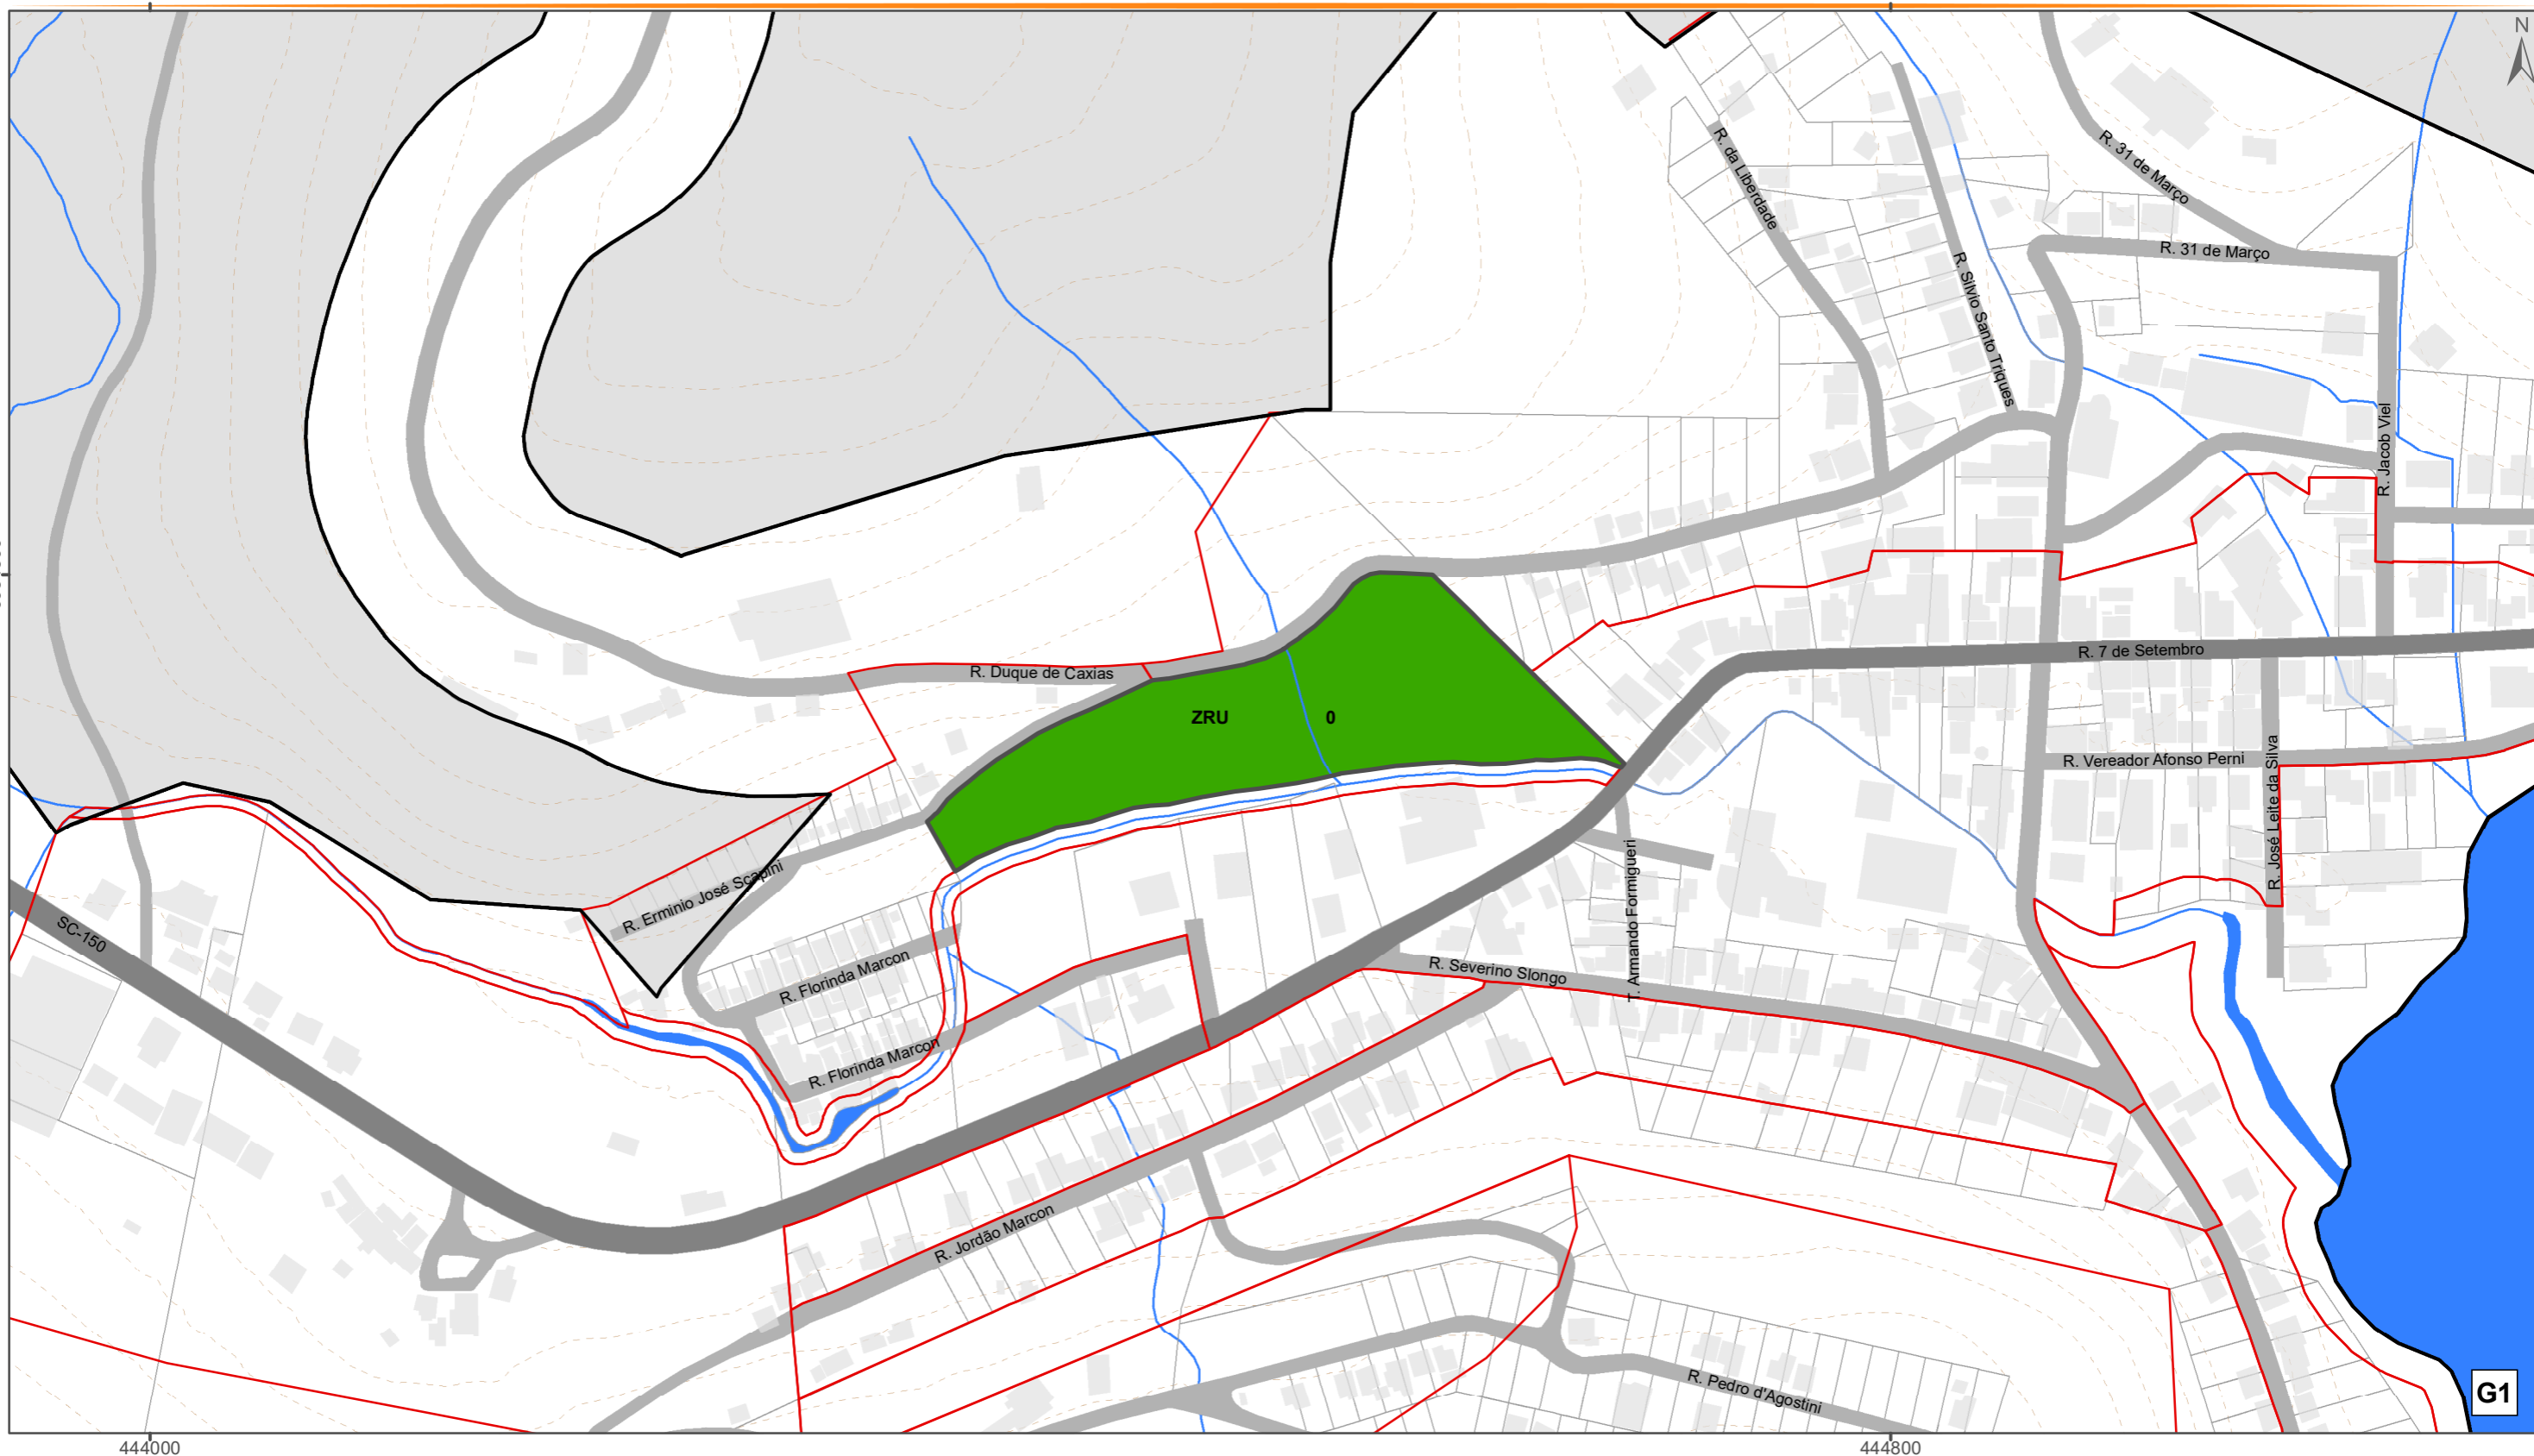 N
R. da Liberdade
R. 31 de Março
R. 31 de Março
R. Silvio Santo Triques
R. Jacob Viel
R. Duque de Caxias
R. 7 de Setembro
ZRU 0
R. Vereador Afonso Perni
R. José Leite da Silva
R. Erminio José Scapini
T. Armando Formigueri
SC-150
R. Florinda Marcon
R. Severino Slongo
R. Florinda Marcon
R. Jordão Marcon
R. Pedro d'Agostini
G1
444000
444800